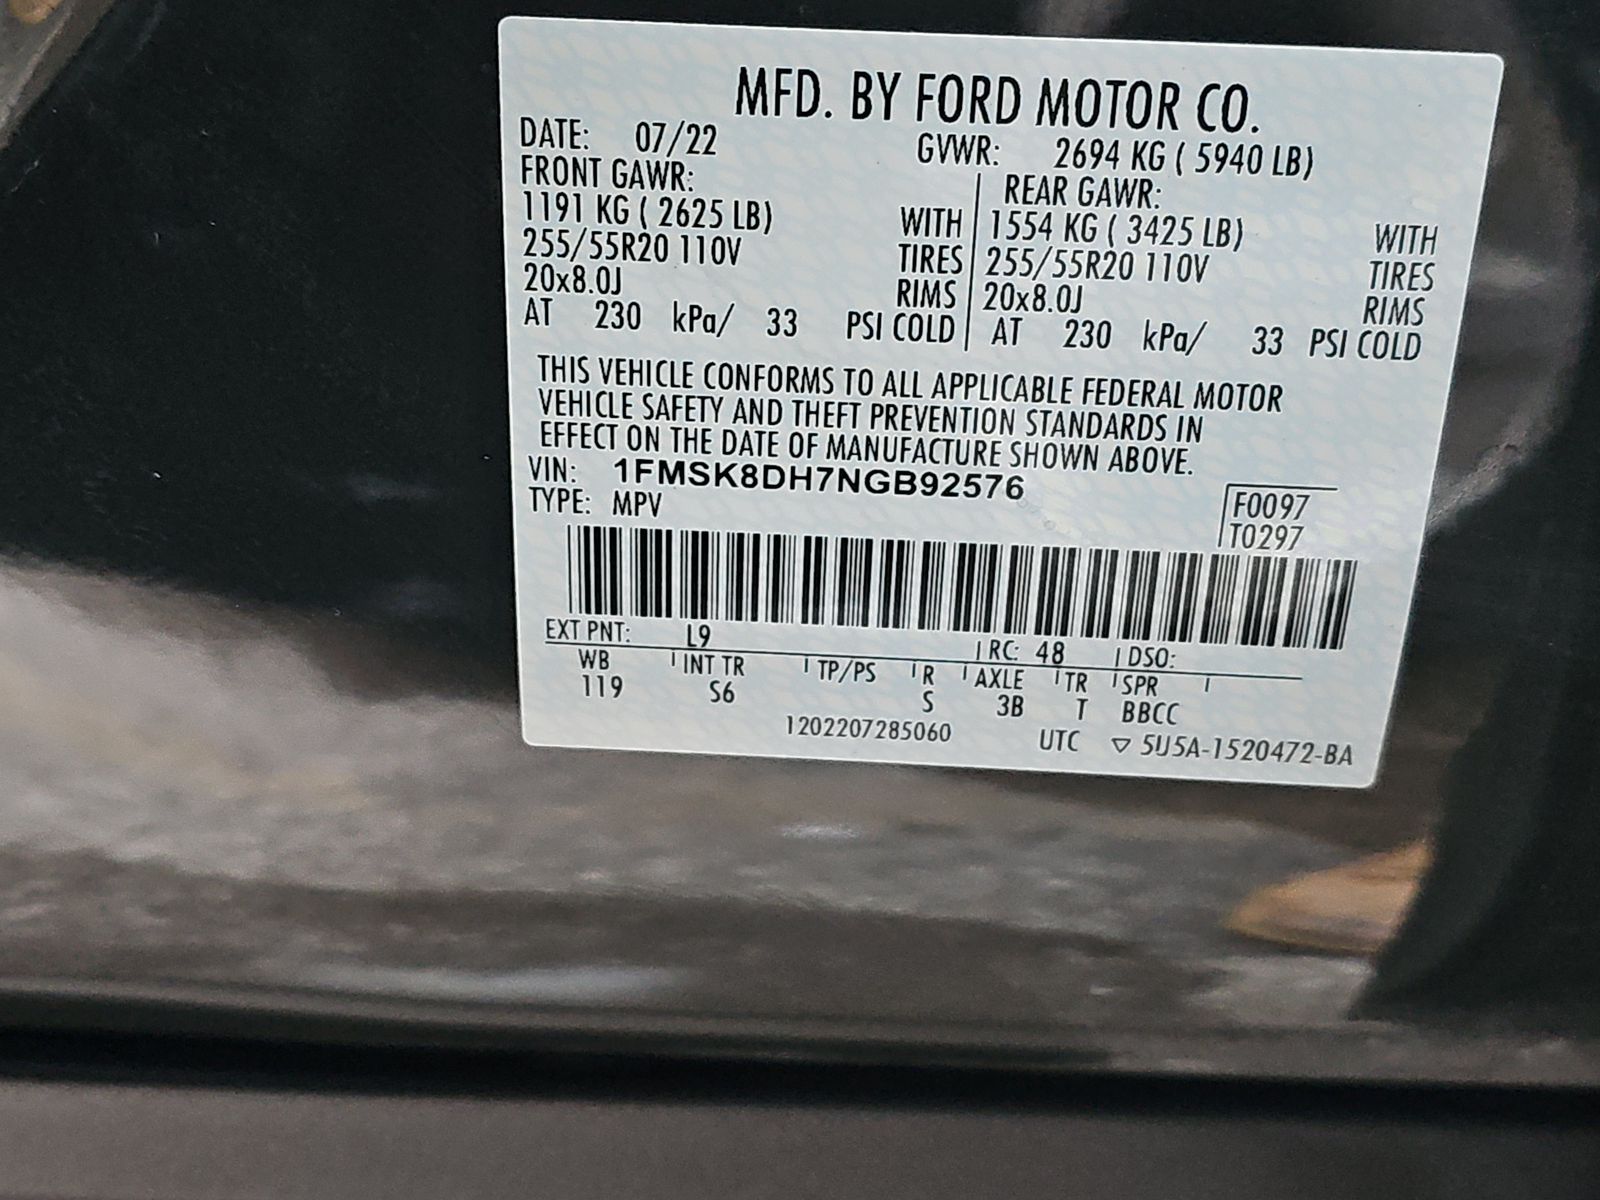 MFD. BY FORD MOTOR CO.
DATE: 07/22 GVWR: 2694 KG ( 5940 LB)
FRONT GAWR: REAR GAWR:
1191 KG ( 2625 LB) WITH 1554 KG ( 3425 LB) WITH
255/55R20 110V TIRES 255/55R20 110V TIRES
20x8.0J RIMS 20x8.0J RIMS
AT 230 kPa/ 33 PSI COLD AT 230 kPa/ 33 PSI COLD
THIS VEHICLE CONFORMS TO ALL APPLICABLE FEDERAL MOTOR
VEHICLE SAFETY AND THEFT PREVENTION STANDARDS IN
EFFECT ON THE DATE OF MANUFACTURE SHOWN ABOVE.
VIN: 1FMSK8DH7NGB92576
TYPE: MPV
F0097
T0297
EXT PNT: L9 RC: 48 DSO:
WB INT TR TP/PS R AXLE TR SPR
119 S6 S 3B T BBCC
1202207285060 UTC ▽ 5U5A-1520472-BA